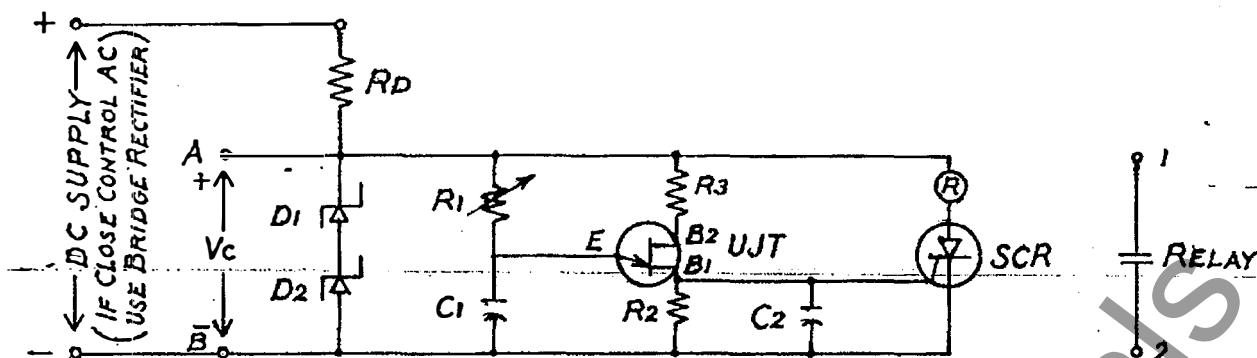 +
DC SUPPLY
(IF CLOSE CONTROL AC)
(USE BRIDGE RECTIFIER)
−
A
+
Vc
B̄
RD
D1
D2
R1
C1
E
R3
B2
B1
UJT
R2
C2
R
SCR
1
RELAY
2
ls